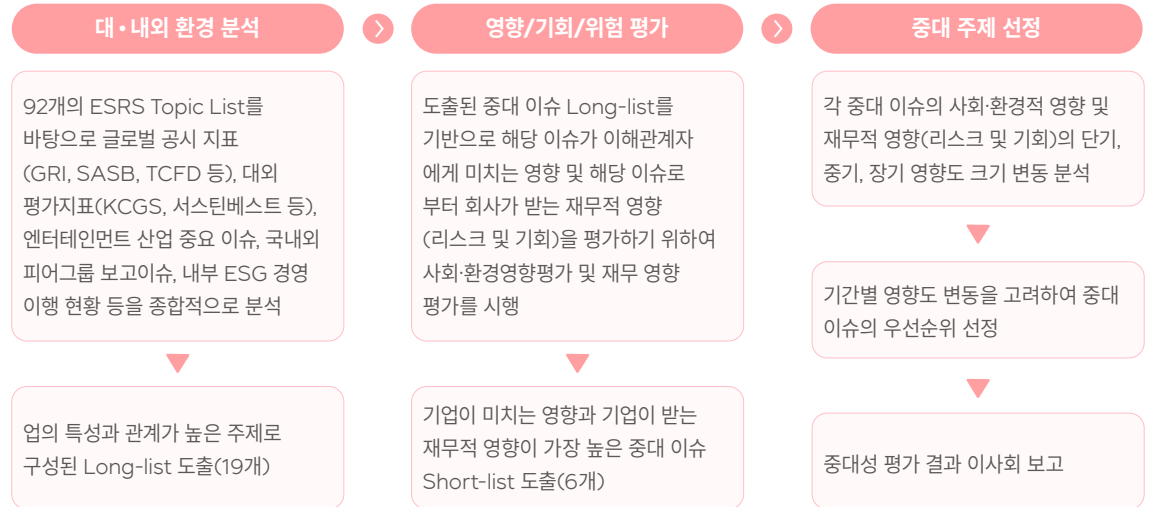 대·내외 환경 분석
92개의 ESRS Topic List를
바탕으로 글로벌 공시 지표
(GRI, SASB, TCFD 등), 대외
평가지표(KCGS, 서스틴베스트 등),
엔터테인먼트 산업 중요 이슈, 국내외
피어그룹 보고이슈, 내부 ESG 경영
이행 현황 등을 종합적으로 분석
업의 특성과 관계가 높은 주제로
구성된 Long-list 도출(19개)
영향/기회/위험 평가
도출된 중대 이슈 Long-list를
기반으로 해당 이슈가 이해관계자
에게 미치는 영향 및 해당 이슈로
부터 회사가 받는 재무적 영향
(리스크 및 기회)을 평가하기 위하여
사회·환경영향평가 및 재무 영향
평가를 시행
기업이 미치는 영향과 기업이 받는
재무적 영향이 가장 높은 중대 이슈
Short-list 도출(6개)
중대 주제 선정
각 중대 이슈의 사회·환경적 영향 및
재무적 영향(리스크 및 기회)의 단기,
중기, 장기 영향도 크기 변동 분석
기간별 영향도 변동을 고려하여 중대
이슈의 우선순위 선정
중대성 평가 결과 이사회 보고